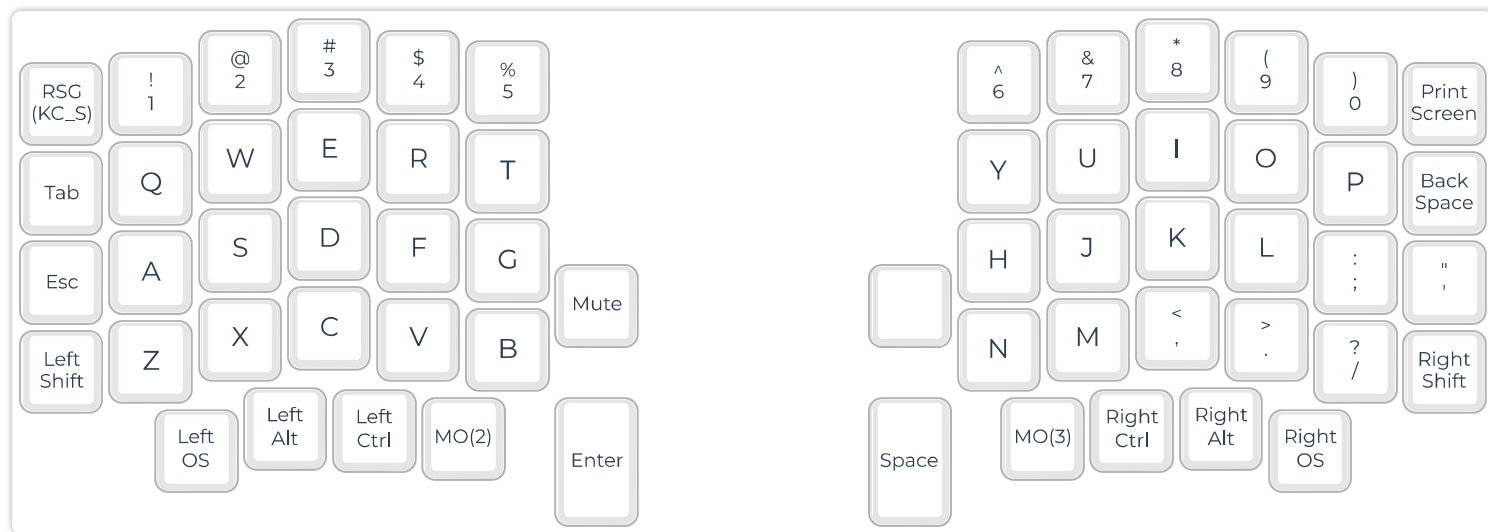 RSG
(KC_S)
!
1
@
2
#
3
$
4
%
5
^
6
&
7
*
8
(
9
)
0
Print
Screen
Tab
Q
W
E
R
T
Y
U
I
O
P
Back
Space
Esc
A
S
D
F
G
H
J
K
L
:
;
"
'
Left
Shift
Z
X
C
V
B
Mute
N
M
<
,
>
.
?
/
Right
Shift
Left
OS
Left
Alt
Left
Ctrl
MO(2)
Enter
Space
MO(3)
Right
Ctrl
Right
Alt
Right
OS